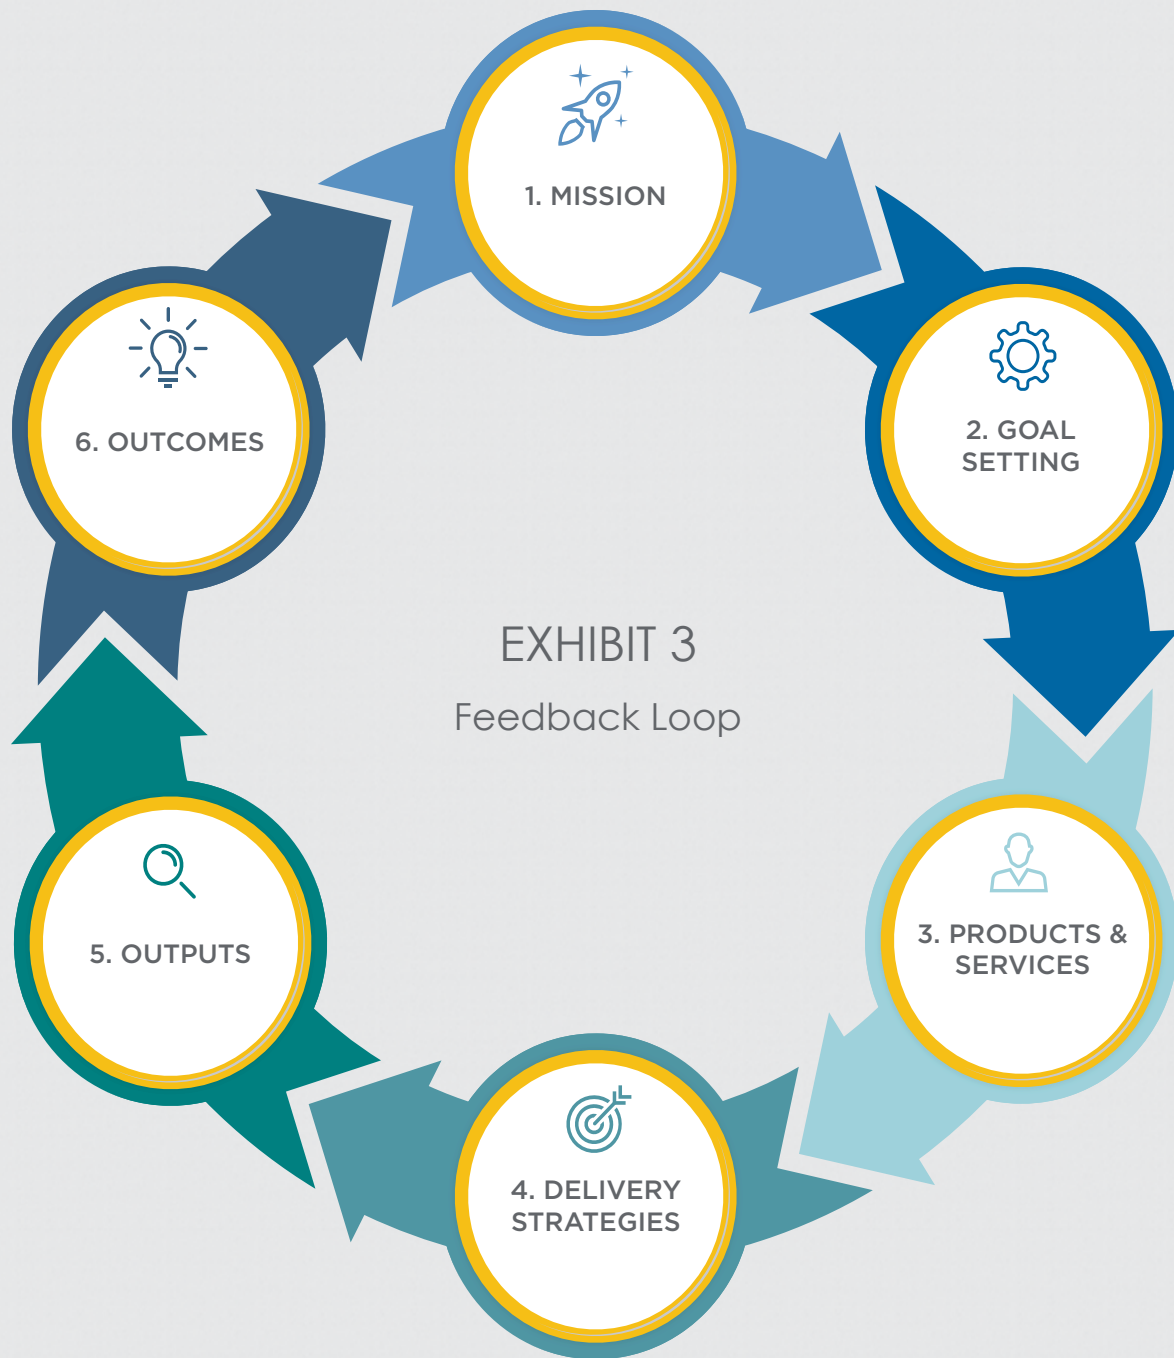 1. MISSION
2. GOAL
SETTING
3. PRODUCTS &
SERVICES
4. DELIVERY
STRATEGIES
5. OUTPUTS
6. OUTCOMES
EXHIBIT 3
Feedback Loop